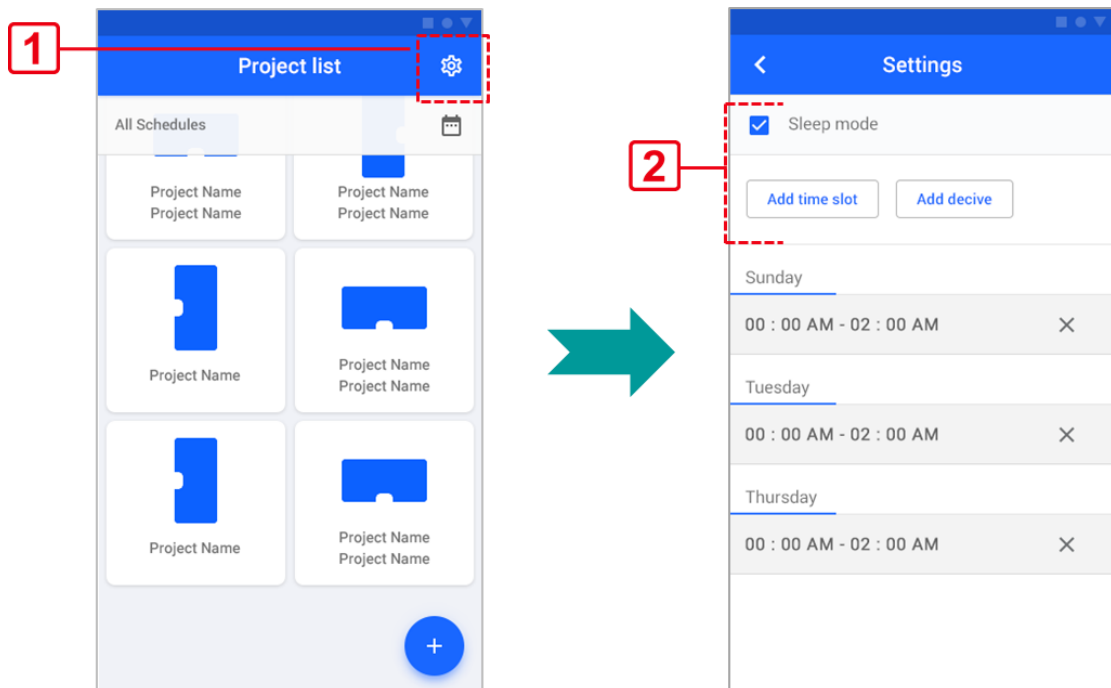 1
Project list
All Schedules
Project Name
Project Name
Project Name
Project Name
Project Name
Project Name
Project Name
Project Name
Project Name
Project Name
2
Settings
Sleep mode
Add time slot
Add decive
Sunday
00 : 00 AM - 02 : 00 AM
Tuesday
00 : 00 AM - 02 : 00 AM
Thursday
00 : 00 AM - 02 : 00 AM